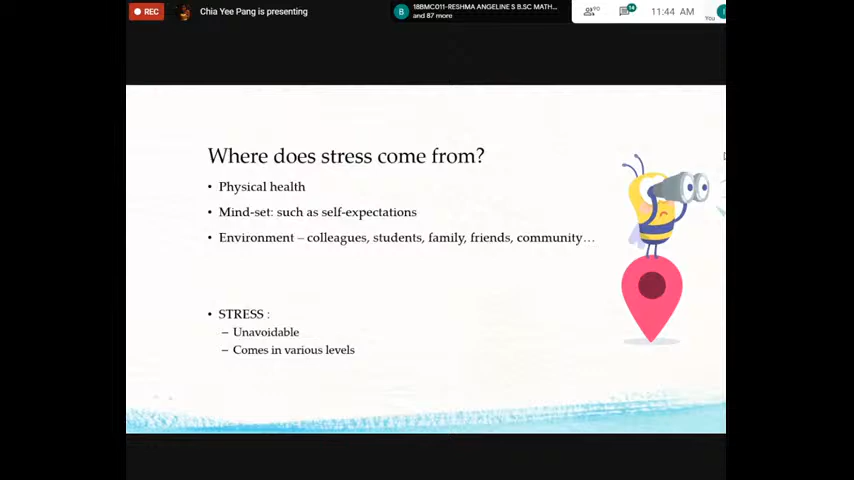 REC
Chia Yee Pang is presenting
B
18BMC011-RESHMA ANGELINE S B.SC MATH...
and 87 more
90
14
11:44 AM
You
Where does stress come from?
• Physical health
• Mind-set: such as self-expectations
• Environment – colleagues, students, family, friends, community…
• STRESS :
– Unavoidable
– Comes in various levels